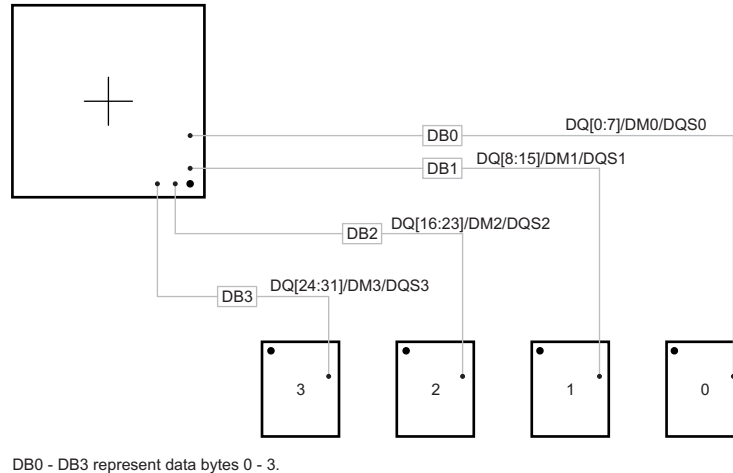 DB0
DQ[0:7]/DM0/DQS0
DB1
DQ[8:15]/DM1/DQS1
DB2
DQ[16:23]/DM2/DQS2
DB3
DQ[24:31]/DM3/DQS3
3
2
1
0
DB0 - DB3 represent data bytes 0 - 3.